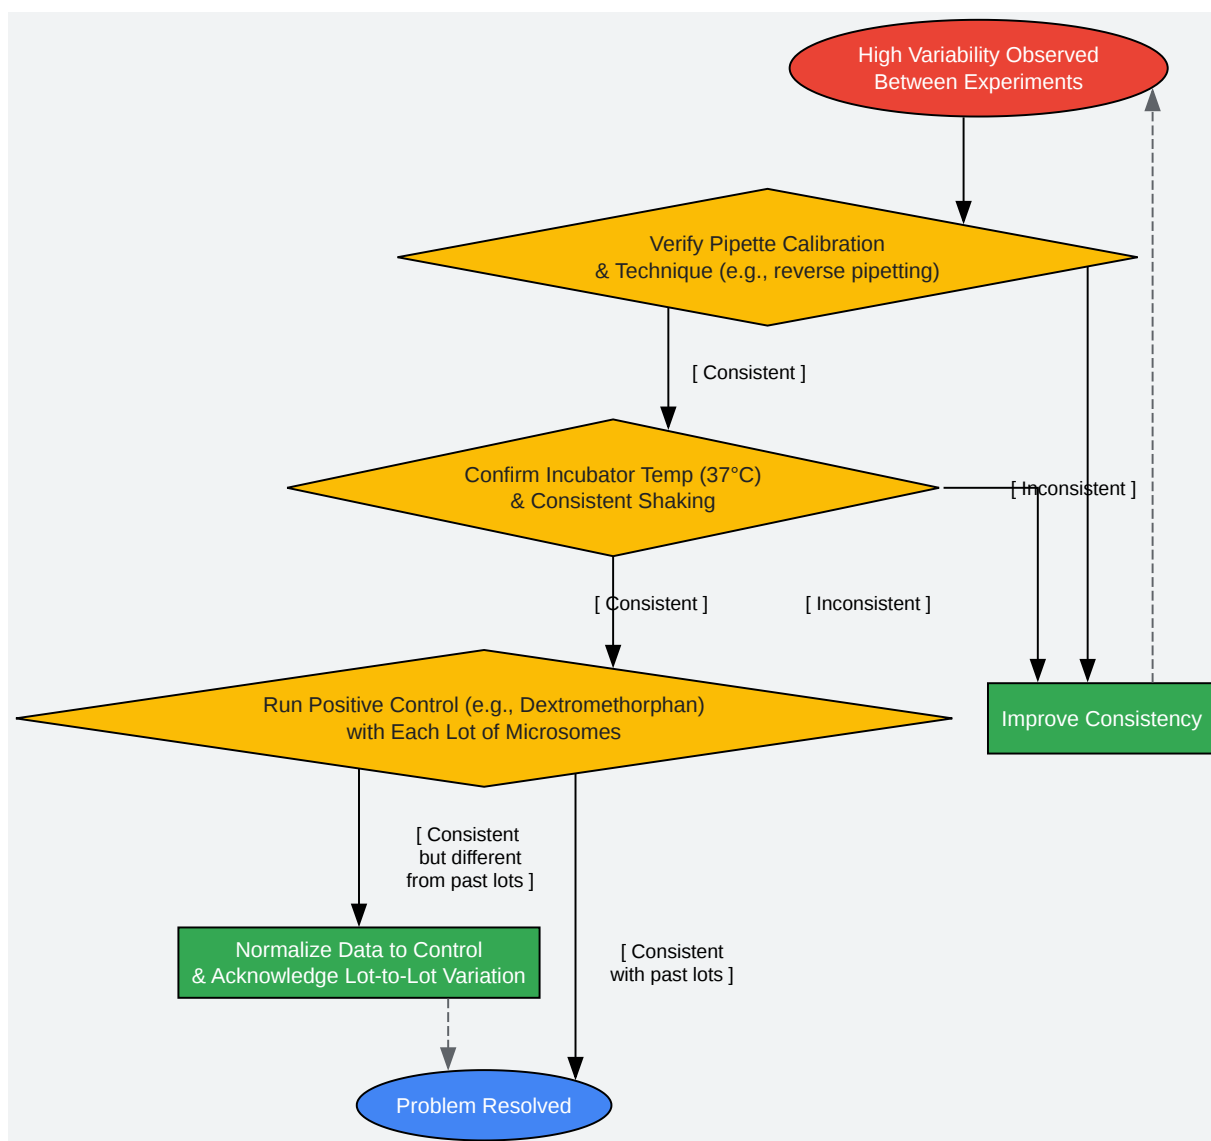 High Variability Observed
Between Experiments
Verify Pipette Calibration
& Technique (e.g., reverse pipetting)
[ Consistent ]
Confirm Incubator Temp (37°C)
& Consistent Shaking
[ Inconsistent ]
[ Consistent ]
[ Inconsistent ]
Run Positive Control (e.g., Dextromethorphan)
with Each Lot of Microsomes
Improve Consistency
[ Consistent
but different
from past lots ]
Normalize Data to Control
& Acknowledge Lot-to-Lot Variation
[ Consistent
with past lots ]
Problem Resolved